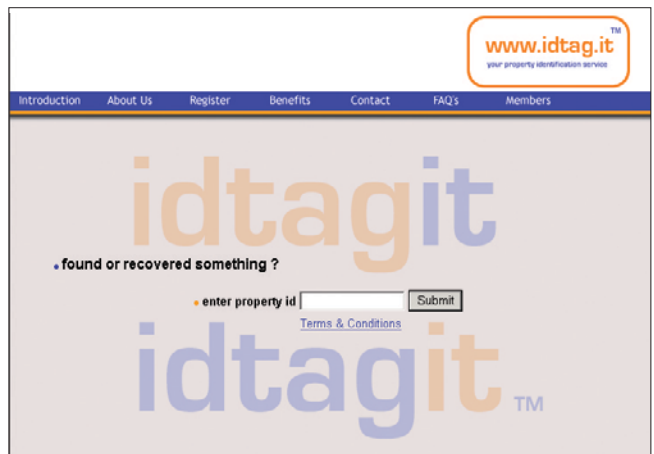 www.idtag.it TM
your property identification service
Introduction About Us Register Benefits Contact FAQ's Members
idtagit
found or recovered something ?
enter property id Submit
Terms & Conditions
idtagit TM